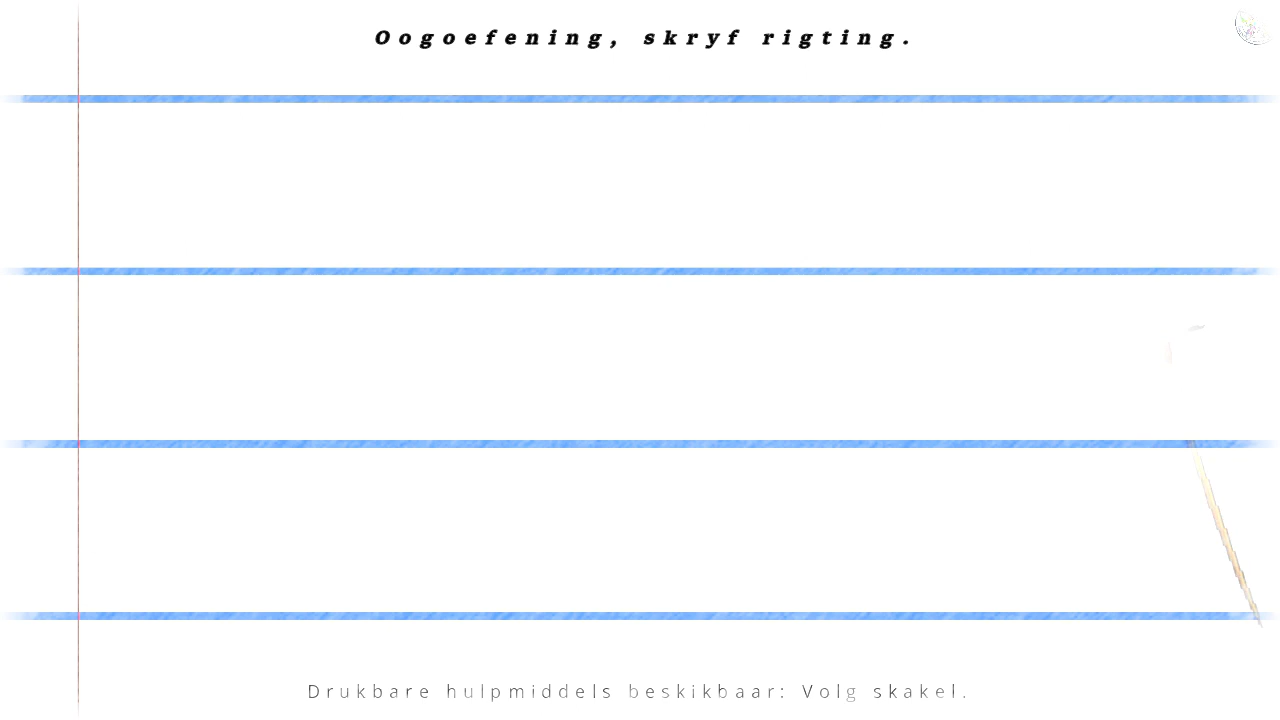 Oogoefening, skryf rigting.
Drukbare hulpmiddels beskikbaar: Volg skakel.